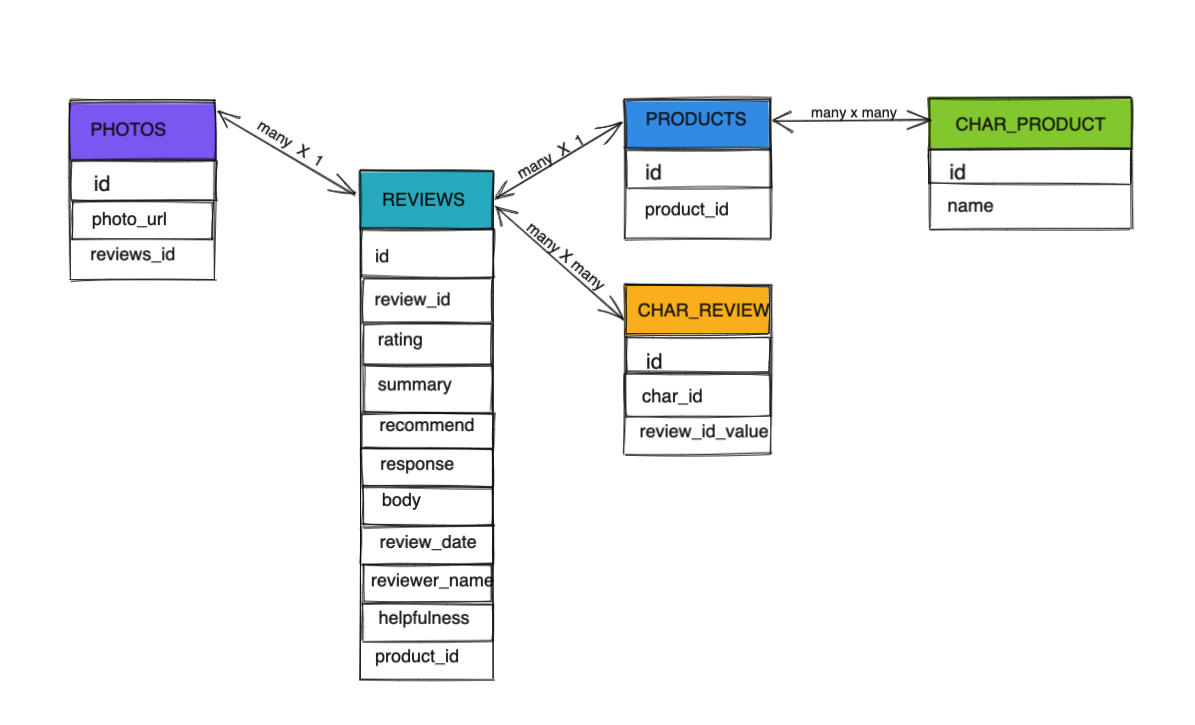 PHOTOS
id
photo_url
reviews_id
many X 1
REVIEWS
id
review_id
rating
summary
recommend
response
body
review_date
reviewer_name
helpfulness
product_id
many X 1
PRODUCTS
id
product_id
many x many
CHAR_PRODUCT
id
name
many X many
CHAR_REVIEW
id
char_id
review_id_value